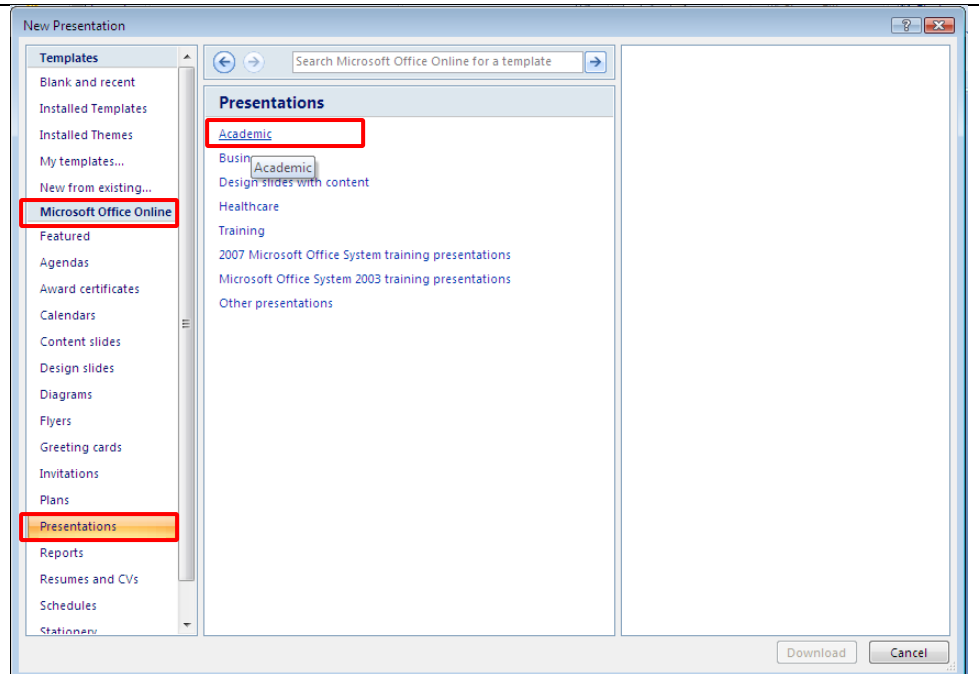 New Presentation
Templates
Blank and recent
Installed Templates
Installed Themes
My templates...
New from existing...
Microsoft Office Online
Featured
Agendas
Award certificates
Calendars
Content slides
Design slides
Diagrams
Flyers
Greeting cards
Invitations
Plans
Presentations
Reports
Resumes and CVs
Schedules
Stationery
Search Microsoft Office Online for a template
Presentations
Academic
Busin
Academic
Design slides with content
Healthcare
Training
2007 Microsoft Office System training presentations
Microsoft Office System 2003 training presentations
Other presentations
Download
Cancel